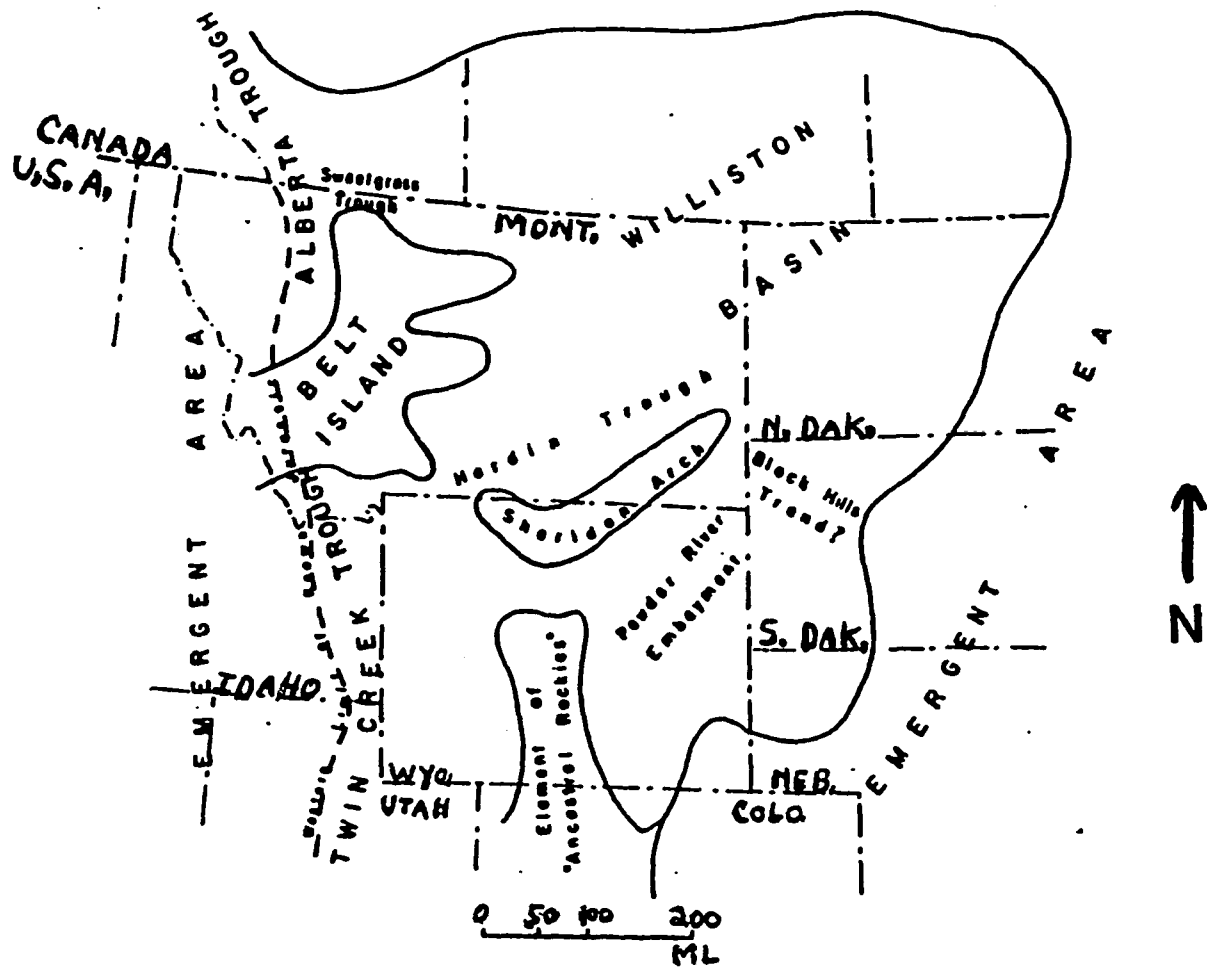 ALBERTA TROUGH
CANADA
U.S.A.
Sweetgrass
Trough
MONT.
WILLISTON
BASIN
BELT
ISLAND
EMERGENT AREA
Hardin Trough
Sheridan Arch
N. DAK.
Black Hills
Trend?
Powder River
Embayment
S. DAK.
EMERGENT AREA
N
IDAHO
TWIN CREEK TROUGH
Element of
"Ancestral Rockies"
WYO.
UTAH
NEB.
COLO
0 50 100 200
MI.